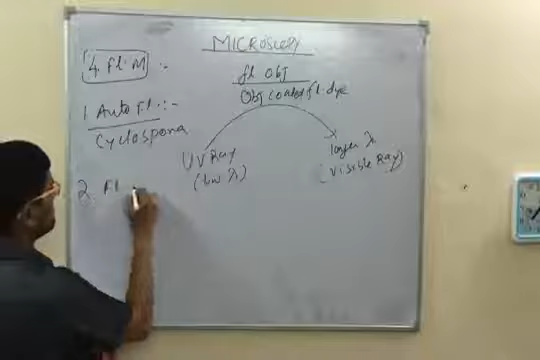 MICROSCOPY
4. Fl. M :-
fl obj
Obj coated fl. dye
1. Auto Fl. :-
Cyclospora
UV Ray
(low λ)
larger λ
(Visible Ray)
2. Fl